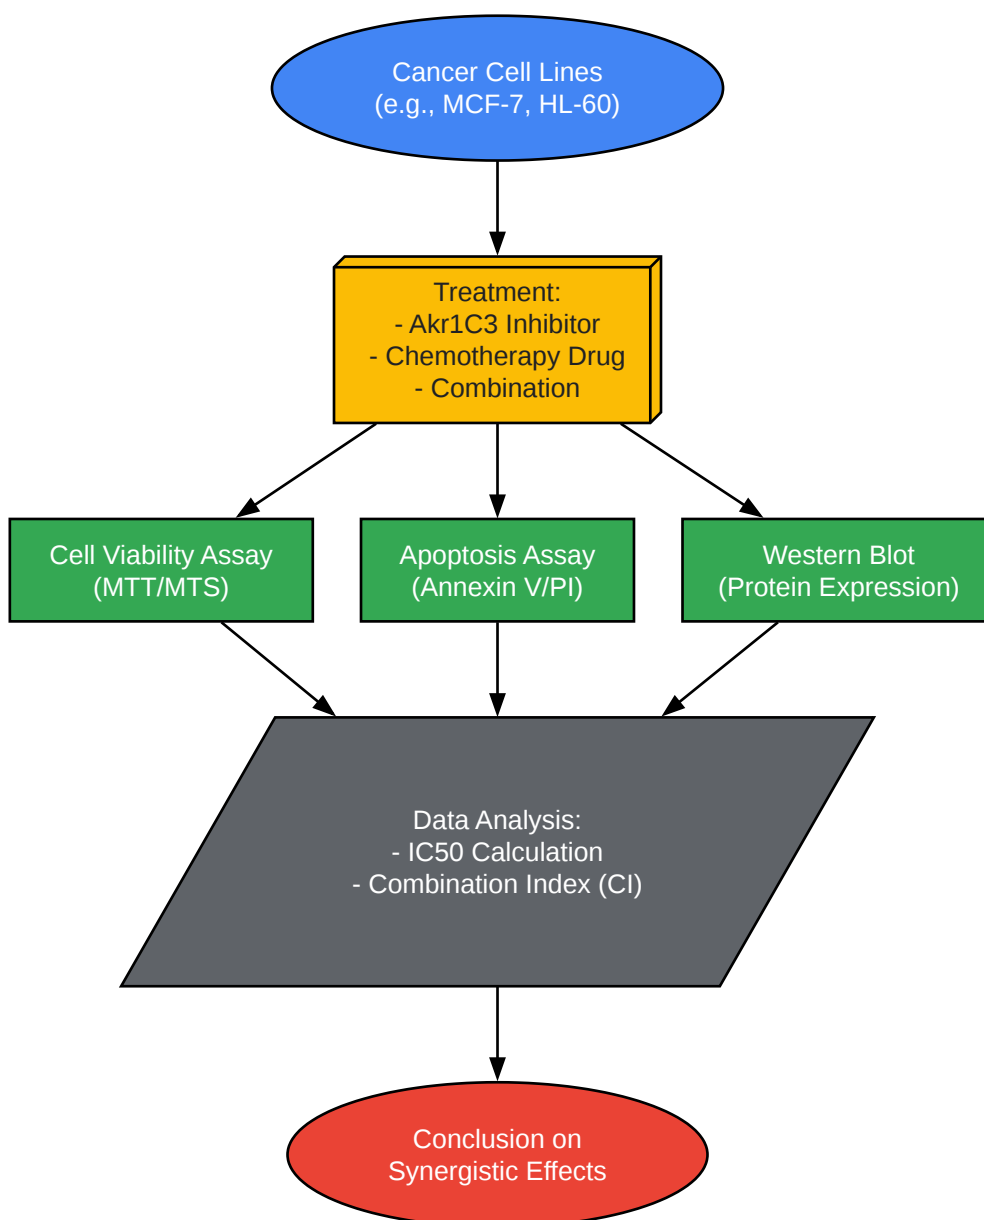 Cancer Cell Lines
(e.g., MCF-7, HL-60)
Treatment:
- Akr1C3 Inhibitor
- Chemotherapy Drug
- Combination
Cell Viability Assay
(MTT/MTS)
Apoptosis Assay
(Annexin V/PI)
Western Blot
(Protein Expression)
Data Analysis:
- IC50 Calculation
- Combination Index (CI)
Conclusion on
Synergistic Effects